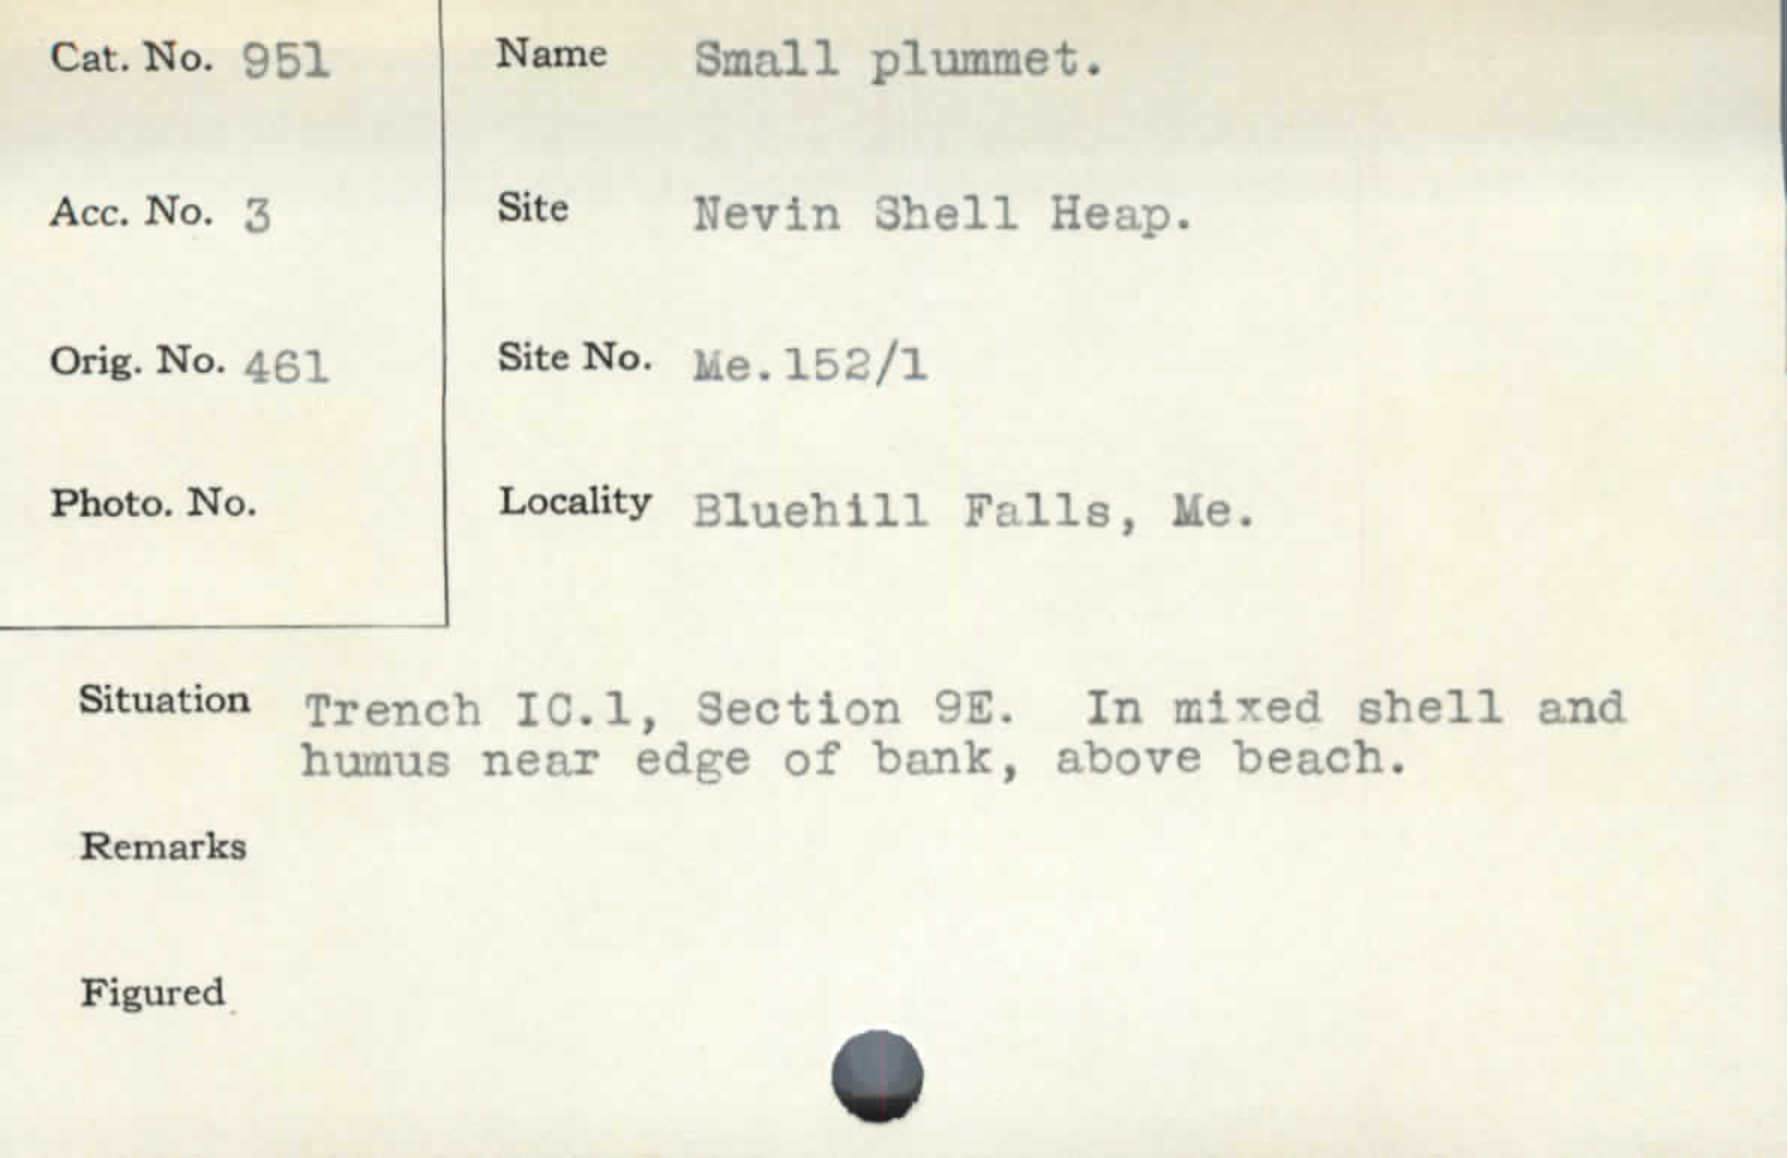 Cat. No. 951
Name Small plummet.
Acc. No. 3
Site Nevin Shell Heap.
Orig. No. 461
Site No. Me.152/1
Photo. No.
Locality Bluehill Falls, Me.
Situation Trench IC.1, Section 9E. In mixed shell and
humus near edge of bank, above beach.
Remarks
Figured